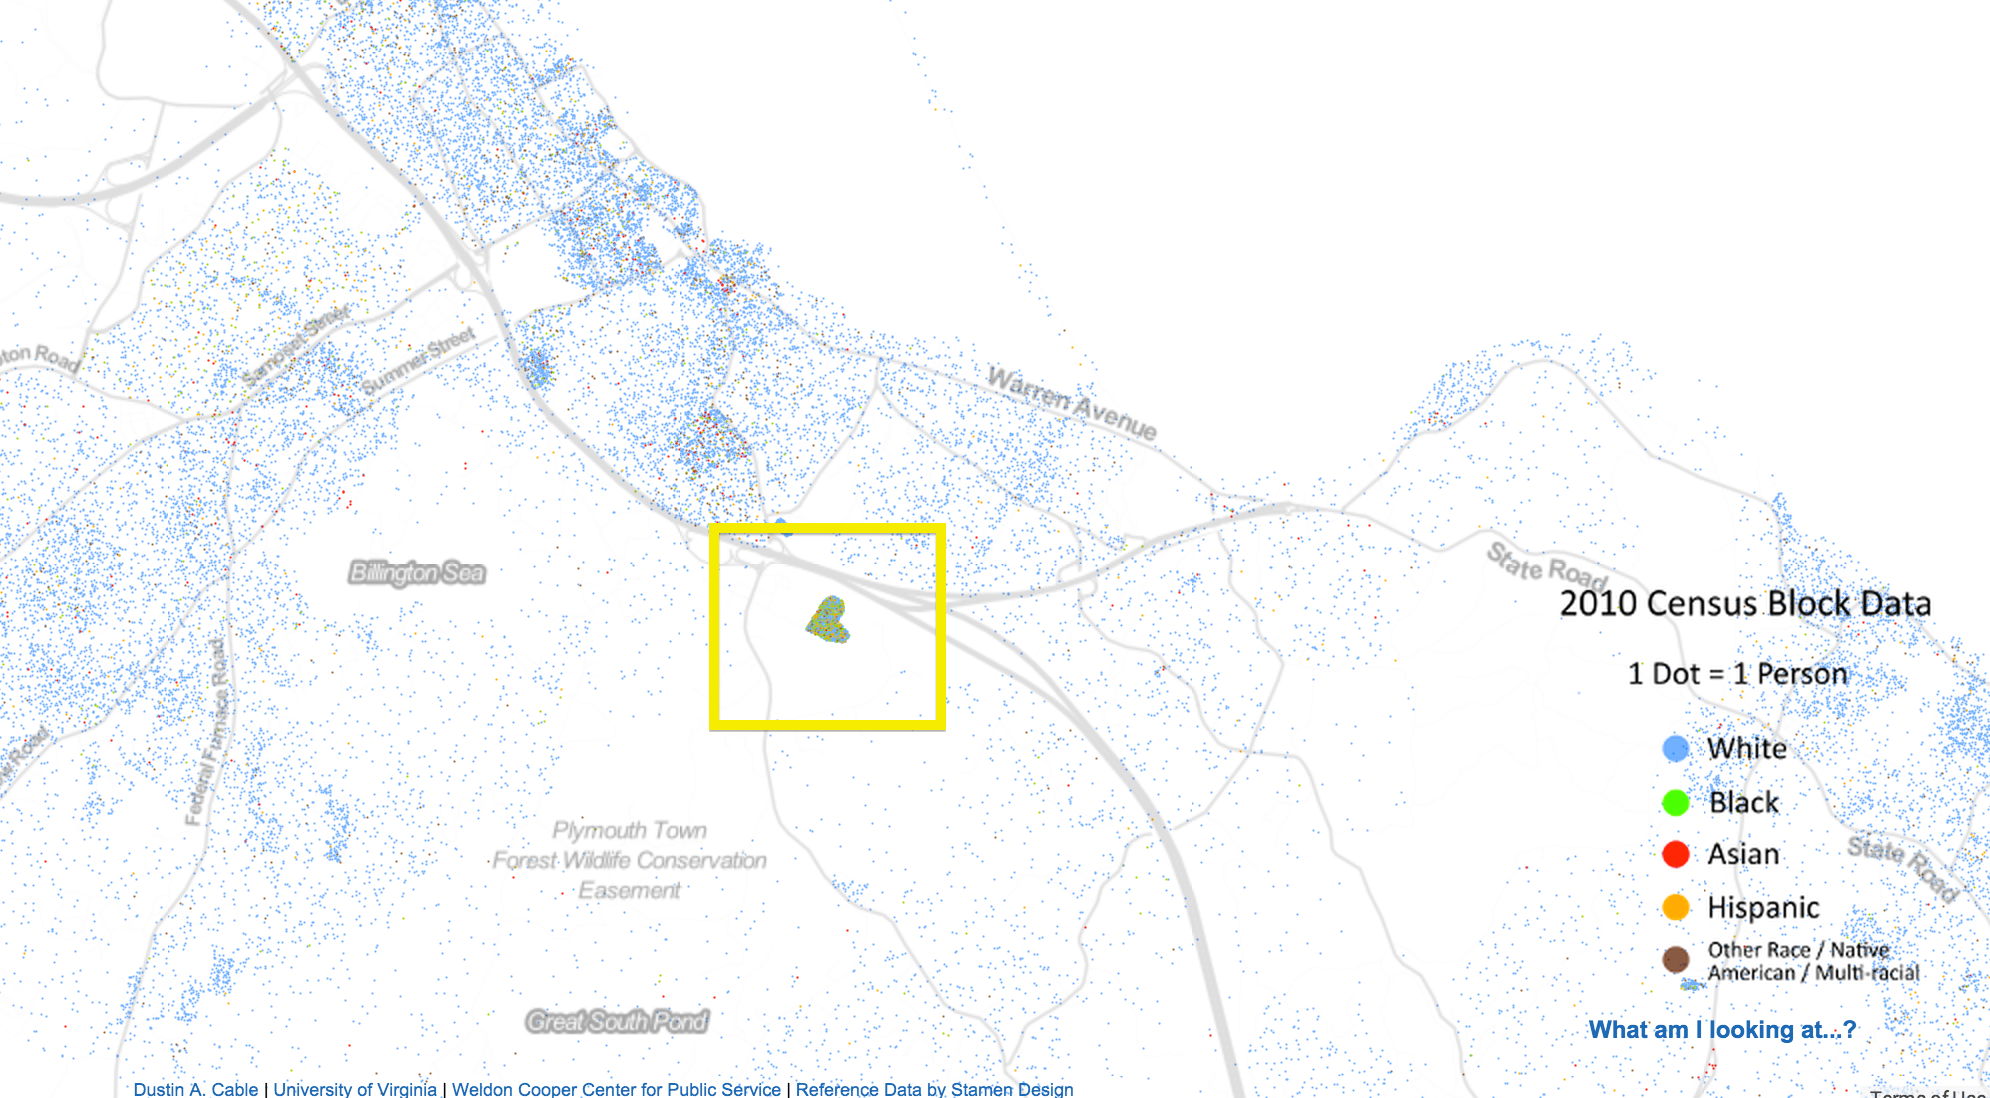 ton Road
Samoset Street
Summer Street
Warren Avenue
Billington Sea
State Road
2010 Census Block Data
1 Dot = 1 Person
Federal Furnace Road
Road
White
Black
Asian
Hispanic
Other Race / Native
American / Multi-racial
Plymouth Town
Forest Wildlife Conservation
Easement
State Road
Great South Pond
What am I looking at...?
Dustin A. Cable | University of Virginia | Weldon Cooper Center for Public Service | Reference Data by Stamen Design
Terms of Use